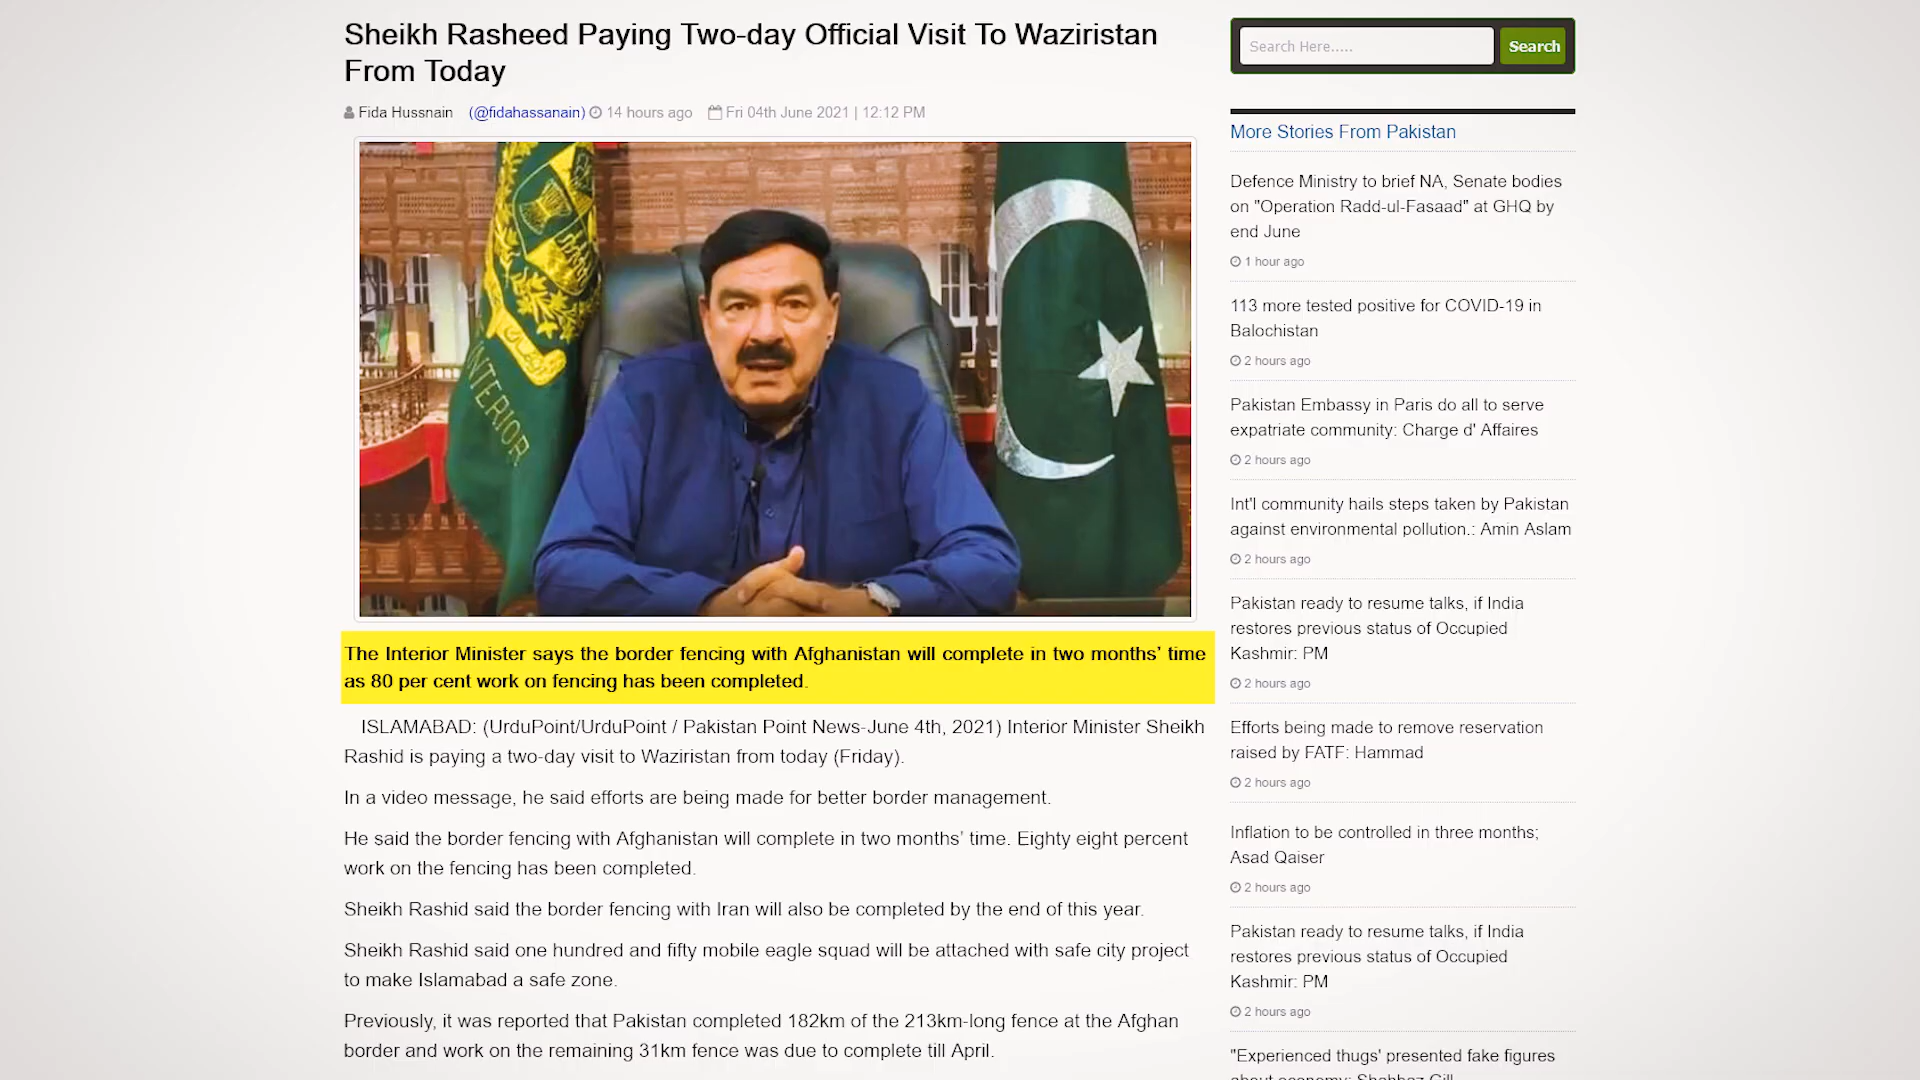 Sheikh Rasheed Paying Two-day Official Visit To Waziristan
From Today
Fida Hussnain (@fidahassanain) 14 hours ago Fri 04th June 2021 | 12:12 PM
INTERIOR
The Interior Minister says the border fencing with Afghanistan will complete in two months’ time
as 80 per cent work on fencing has been completed.
ISLAMABAD: (UrduPoint/UrduPoint / Pakistan Point News-June 4th, 2021) Interior Minister Sheikh
Rashid is paying a two-day visit to Waziristan from today (Friday).
In a video message, he said efforts are being made for better border management.
He said the border fencing with Afghanistan will complete in two months’ time. Eighty eight percent
work on the fencing has been completed.
Sheikh Rashid said the border fencing with Iran will also be completed by the end of this year.
Sheikh Rashid said one hundred and fifty mobile eagle squad will be attached with safe city project
to make Islamabad a safe zone.
Previously, it was reported that Pakistan completed 182km of the 213km-long fence at the Afghan
border and work on the remaining 31km fence was due to complete till April.
Search Here.....
Search
More Stories From Pakistan
Defence Ministry to brief NA, Senate bodies
on "Operation Radd-ul-Fasaad" at GHQ by
end June
1 hour ago
113 more tested positive for COVID-19 in
Balochistan
2 hours ago
Pakistan Embassy in Paris do all to serve
expatriate community: Charge d' Affaires
2 hours ago
Int'l community hails steps taken by Pakistan
against environmental pollution.: Amin Aslam
2 hours ago
Pakistan ready to resume talks, if India
restores previous status of Occupied
Kashmir: PM
2 hours ago
Efforts being made to remove reservation
raised by FATF: Hammad
2 hours ago
Inflation to be controlled in three months;
Asad Qaiser
2 hours ago
Pakistan ready to resume talks, if India
restores previous status of Occupied
Kashmir: PM
2 hours ago
"Experienced thugs' presented fake figures
about economy: Shahbaz Gill